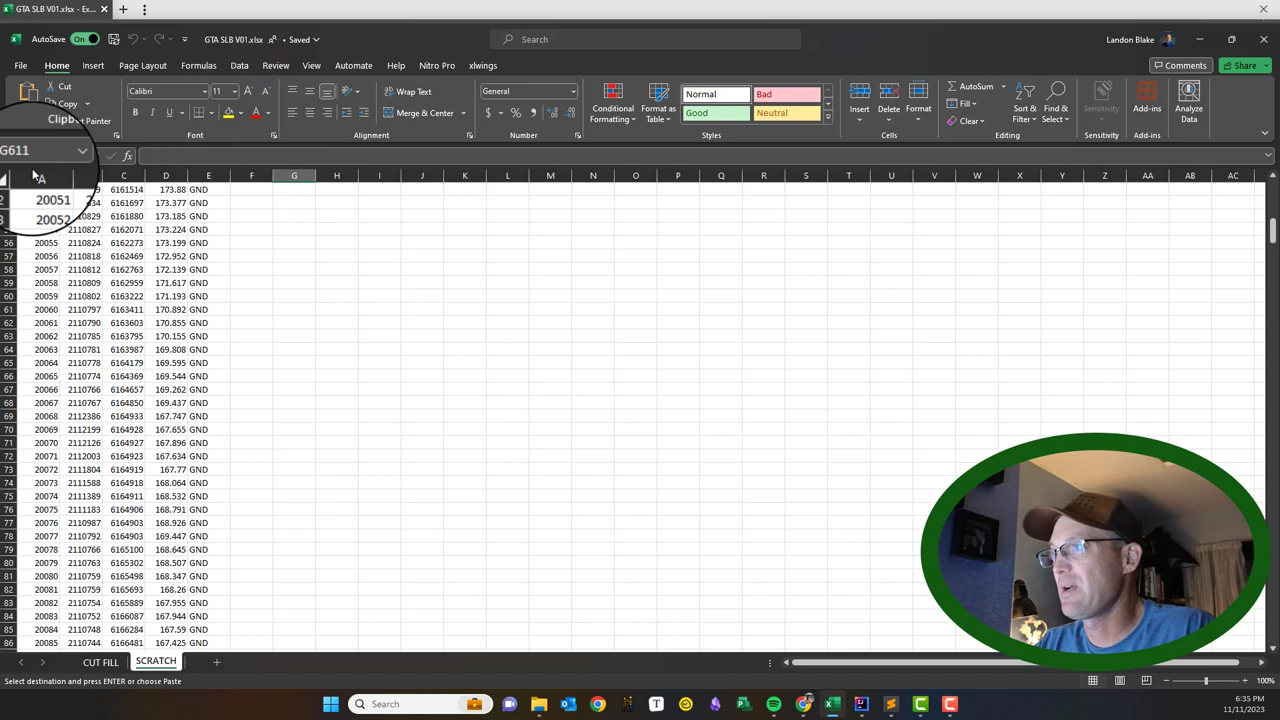 GTA SLB V01.xlsx - Excel
AutoSave On GTA SLB V01.xlsx • Saved Search Landon Blake
File Home Insert Page Layout Formulas Data Review View Automate Help Nitro Pro xlwings Comments Share
Cut Calibri 11 Wrap Text General Normal Bad AutoSum
Copy Conditional Formatting Format as Table Good Neutral Insert Delete Format Fill Sort & Filter Find & Select Sensitivity Add-ins Analyze Data
Painter Merge & Center Clear
Clipb Font Alignment Number Styles Cells Editing Sensitivity Add-ins
G611 fx
A C D E F G H I J K L M N O P Q R S T U V W X Y Z AA AB AC
20051 6161514 173.88 GND
20052 6161697 173.377 GND
2110829 6161880 173.185 GND
2110827 6162071 173.224 GND
56 20055 2110824 6162273 173.199 GND
57 20056 2110818 6162469 172.952 GND
58 20057 2110812 6162763 172.139 GND
59 20058 2110809 6162959 171.617 GND
60 20059 2110802 6163222 171.193 GND
61 20060 2110797 6163411 170.892 GND
62 20061 2110790 6163603 170.855 GND
63 20062 2110785 6163795 170.155 GND
64 20063 2110781 6163987 169.808 GND
65 20064 2110778 6164179 169.595 GND
66 20065 2110774 6164369 169.544 GND
67 20066 2110766 6164657 169.262 GND
68 20067 2110767 6164850 169.437 GND
69 20068 2112386 6164933 167.747 GND
70 20069 2112199 6164928 167.655 GND
71 20070 2112126 6164927 167.896 GND
72 20071 2112003 6164923 167.634 GND
73 20072 2111804 6164919 167.77 GND
74 20073 2111588 6164918 168.064 GND
75 20074 2111389 6164911 168.532 GND
76 20075 2111183 6164906 168.791 GND
77 20076 2110987 6164903 168.926 GND
78 20077 2110792 6164903 169.447 GND
79 20078 2110766 6165100 168.645 GND
80 20079 2110763 6165302 168.507 GND
81 20080 2110759 6165498 168.347 GND
82 20081 2110759 6165693 168.26 GND
83 20082 2110754 6165889 167.955 GND
84 20083 2110752 6166087 167.944 GND
85 20084 2110748 6166284 167.59 GND
86 20085 2110744 6166481 167.425 GND
CUT FILL SCRATCH
Select destination and press ENTER or choose Paste 100%
Search 6:35 PM
11/11/2023